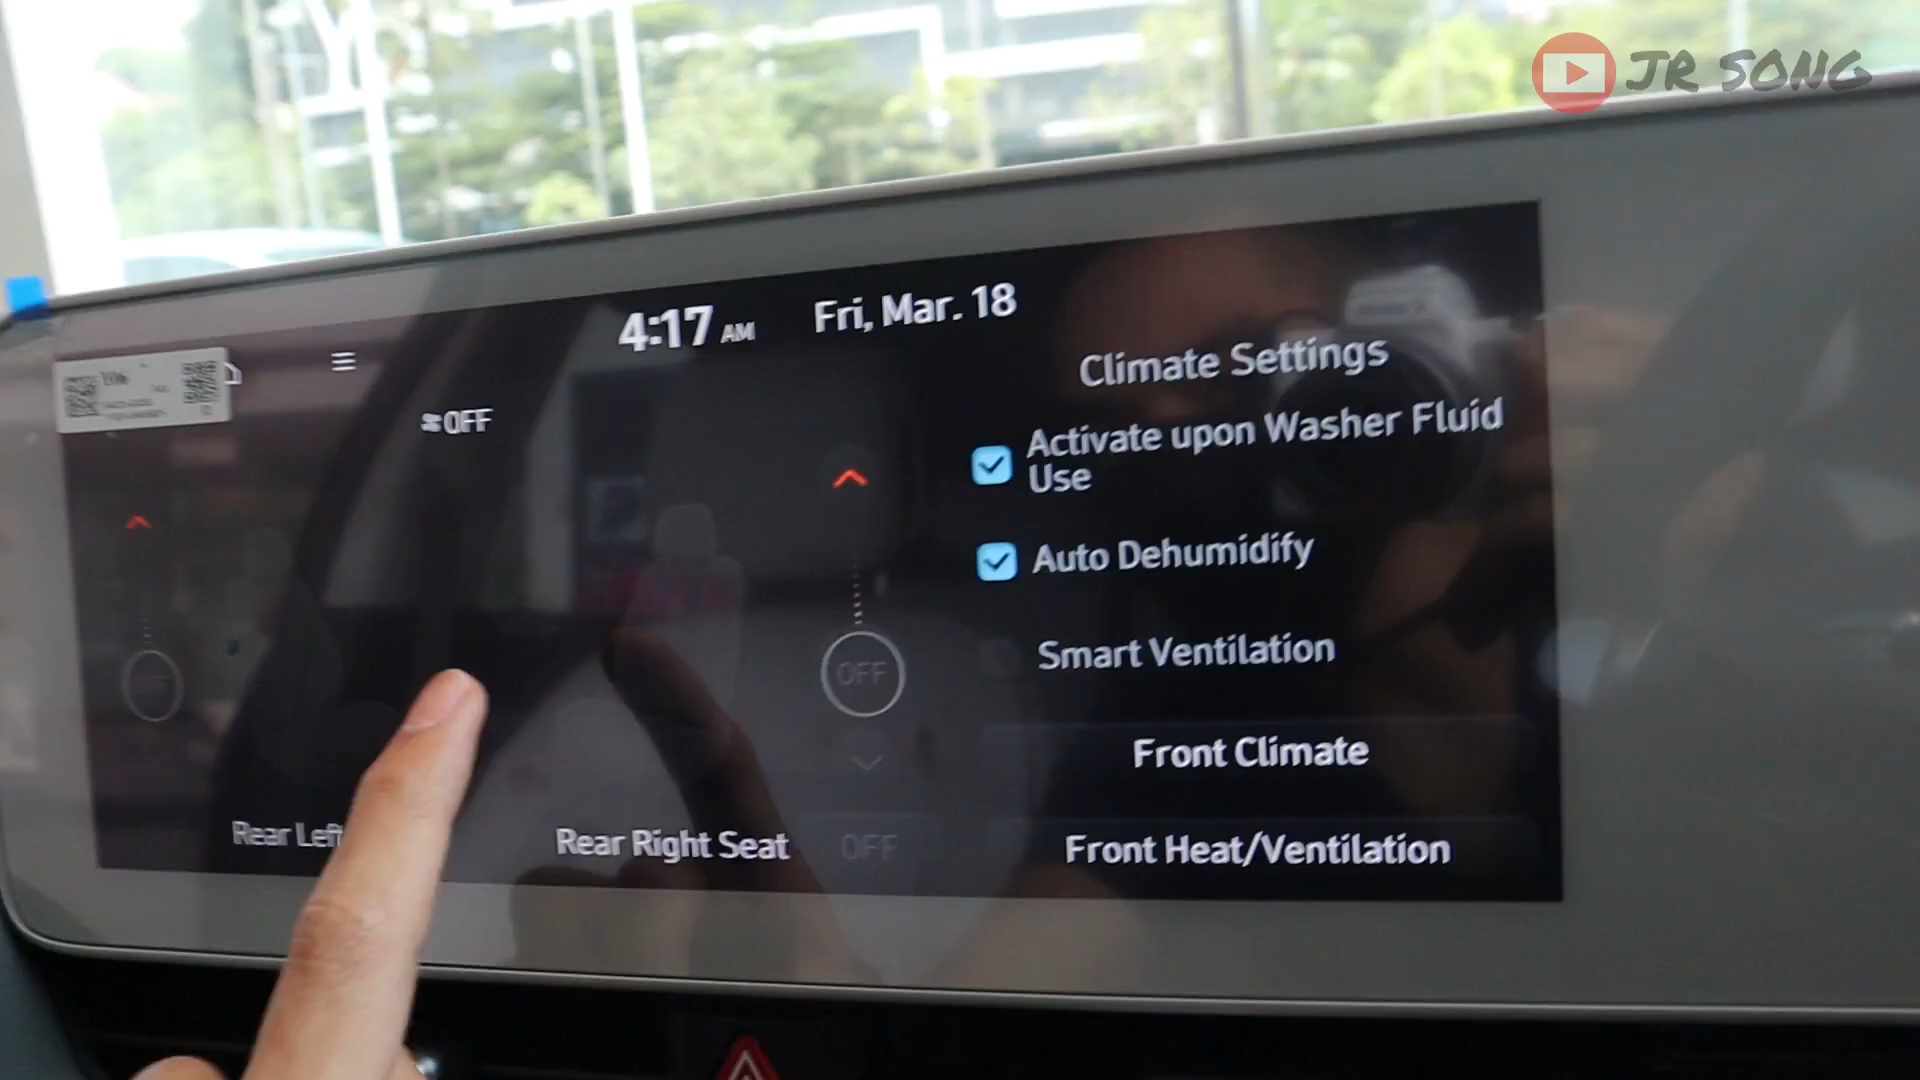 JR SONG
4:17 AM
Fri, Mar. 18
OFF
Climate Settings
Activate upon Washer Fluid
Use
Auto Dehumidify
OFF
Smart Ventilation
OFF
Front Climate
Rear Left
Rear Right Seat
OFF
Front Heat/Ventilation